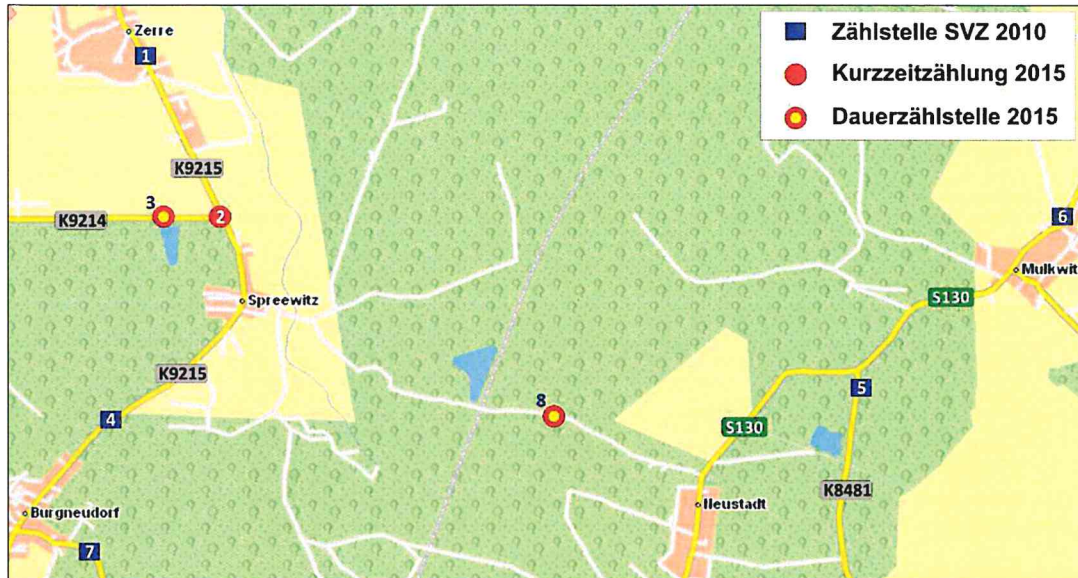 Zählstelle SVZ 2010
Kurzzeitzählung 2015
Dauerzählstelle 2015
Zerre
1
K9215
3
2
K9214
6
Mulkwit
Spreewitz
S130
K9215
5
8
4
S130
K8481
Neustadt
Burgneudorf
7